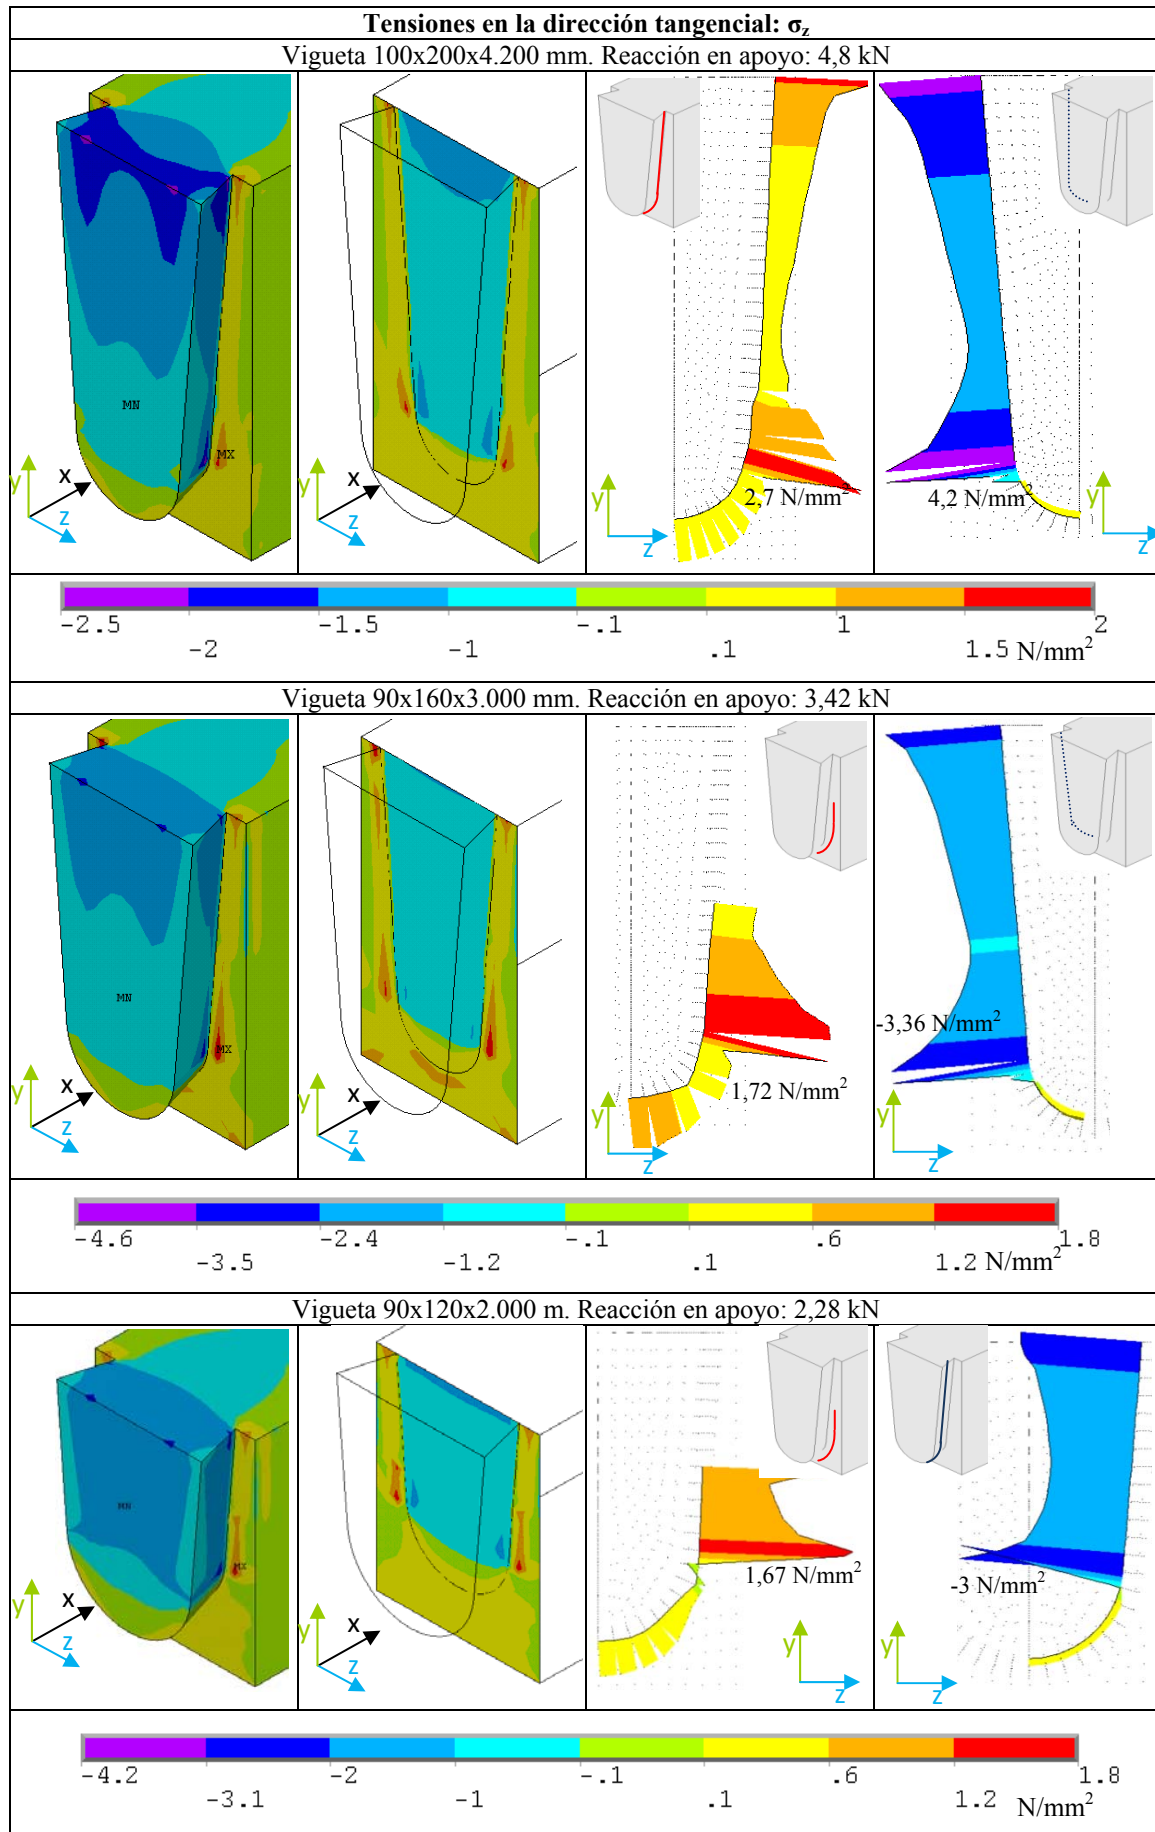 Tensiones en la dirección tangencial: σz
Vigueta 100x200x4.200 mm. Reacción en apoyo: 4,8 kN
MN
MX
y
x
z
y
x
z
2,7 N/mm²
y
z
4,2 N/mm²
y
z
-2.5 -1.5 -.1 1 2
-2 -1 .1 1.5 N/mm²
Vigueta 90x160x3.000 mm. Reacción en apoyo: 3,42 kN
MN
MX
y
x
z
y
x
z
1,72 N/mm²
y
z
-3,36 N/mm²
y
z
-4.6 -2.4 -.1 .6 1.8
-3.5 -1.2 .1 1.2 N/mm²
Vigueta 90x120x2.000 m. Reacción en apoyo: 2,28 kN
MN
MX
y
x
z
y
x
z
1,67 N/mm²
y
z
-3 N/mm²
y
z
-4.2 -2 -.1 .6 1.8
-3.1 -1 .1 1.2 N/mm²